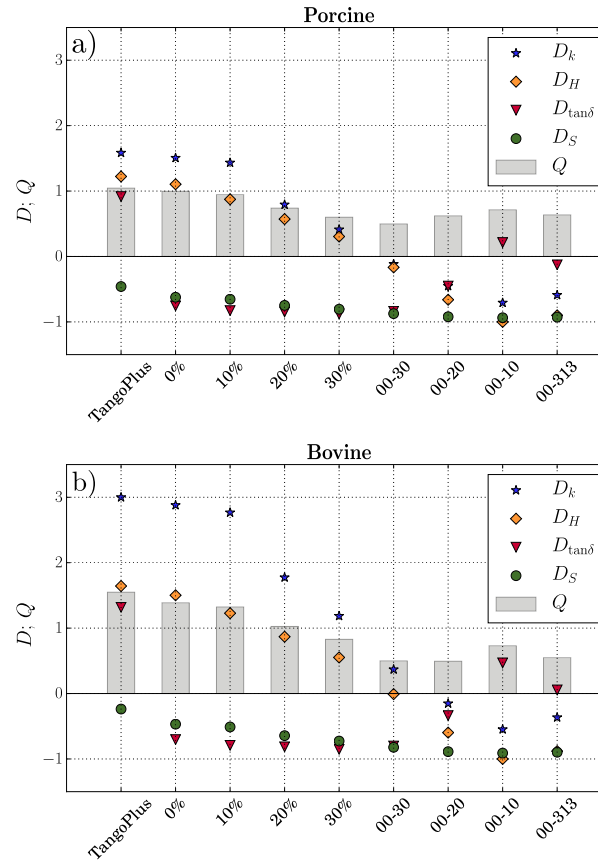 Porcine
a)
3
2
1
0
−1
D; Q
D_k
D_H
D_tanδ
D_S
Q
TangoPlus
0%
10%
20%
30%
00-30
00-20
00-10
00-313
Bovine
b)
3
2
1
0
−1
D; Q
D_k
D_H
D_tanδ
D_S
Q
TangoPlus
0%
10%
20%
30%
00-30
00-20
00-10
00-313